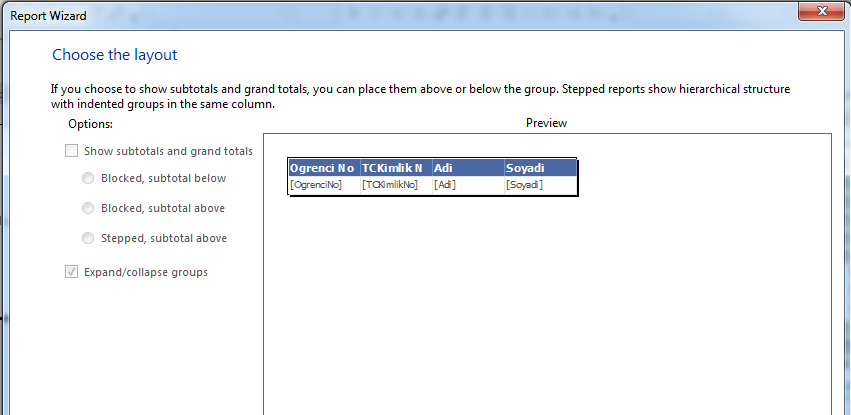 Report Wizard
Choose the layout
If you choose to show subtotals and grand totals, you can place them above or below the group. Stepped reports show hierarchical structure
with indented groups in the same column.
Options:
Preview
Show subtotals and grand totals
Blocked, subtotal below
Blocked, subtotal above
Stepped, subtotal above
Expand/collapse groups
Ogrenci No TCKimlik N Adi Soyadi
[OgrenciNo] [TCKimlikNo] [Adi] [Soyadi]